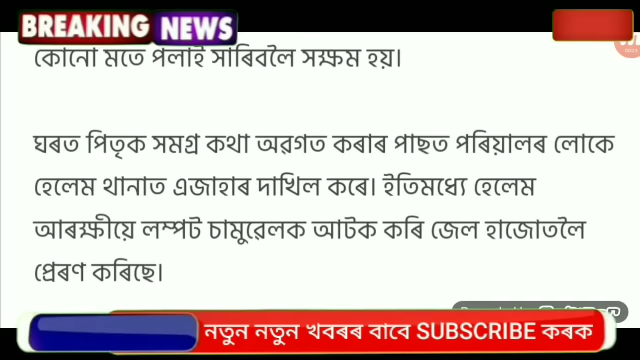 BREAKING NEWS
কোনো মতে পলাই সাৰিবলৈ সক্ষম হয়।
ঘৰত পিতৃক সমগ্ৰ কথা অৱগত কৰাৰ পাছত পৰিয়ালৰ লোকে
হেলেম থানাত এজাহাৰ দাখিল কৰে। ইতিমধ্যে হেলেম
আৰক্ষীয়ে লম্পট চামুৱেলক আটক কৰি জেল হাজোতলৈ
প্ৰেৰণ কৰিছে।
নতুন নতুন খবৰৰ বাবে SUBSCRIBE কৰক